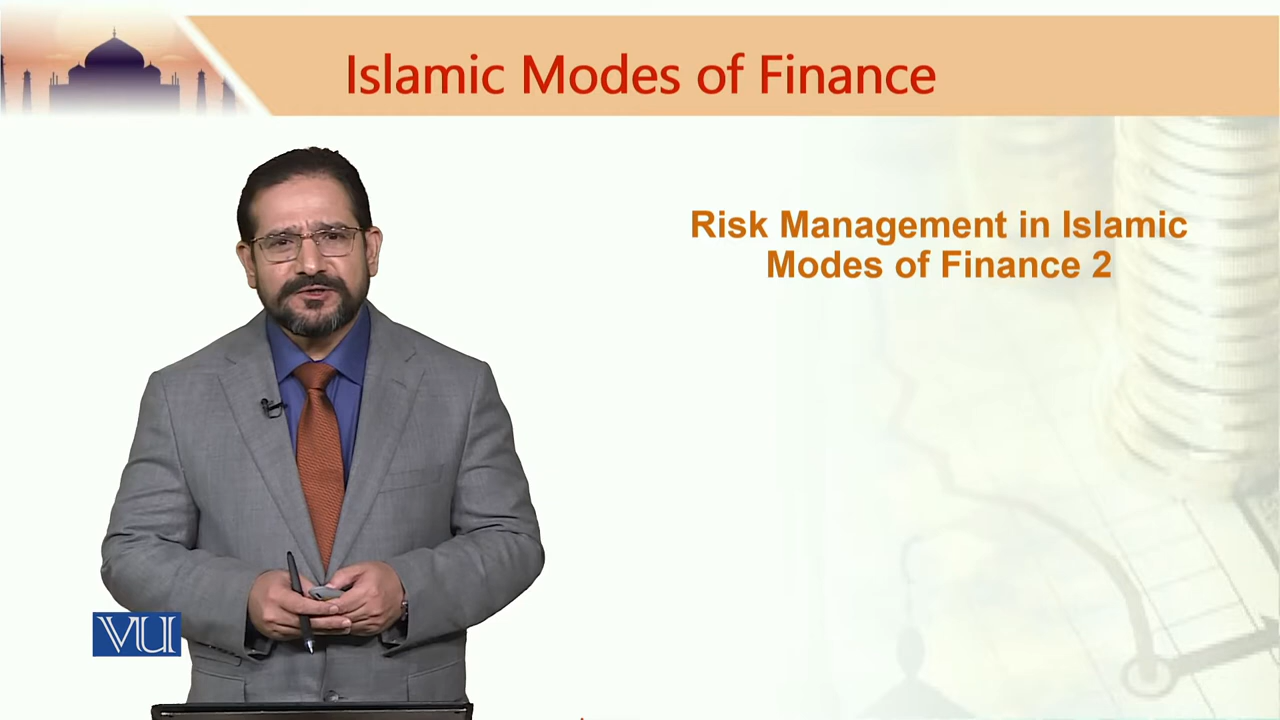 Islamic Modes of Finance
Risk Management in Islamic
Modes of Finance 2
VU